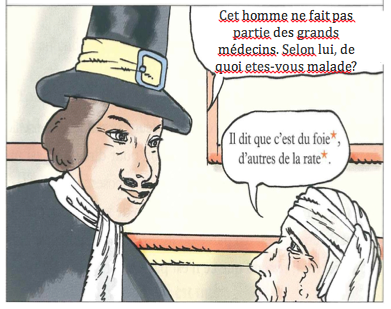 Cet homme ne fait pas
partie des grands
médecins. Selon lui, de
quoi etes-vous malade?
Il dit que c'est du foie*,
d'autres de la rate*.